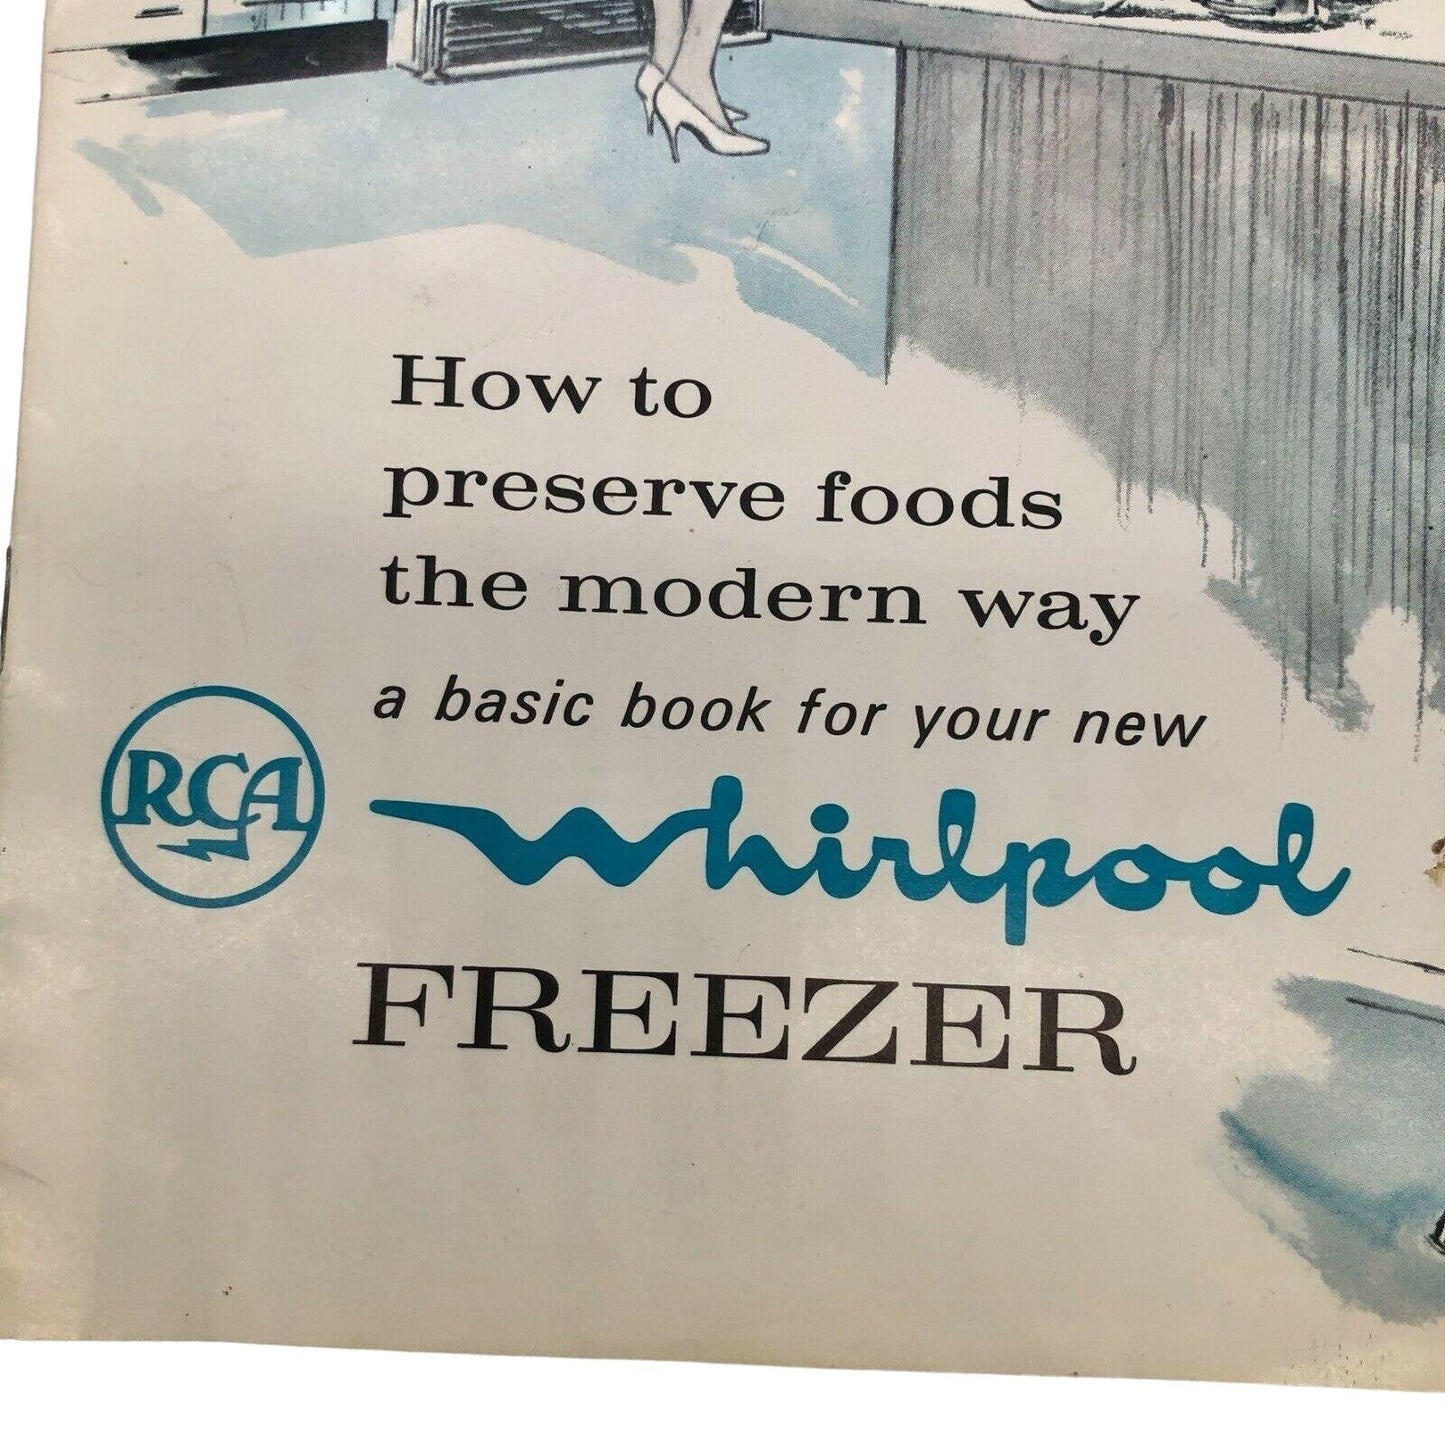 How to
preserve foods
the modern way
a basic book for your new
RCA Whirlpool
FREEZER